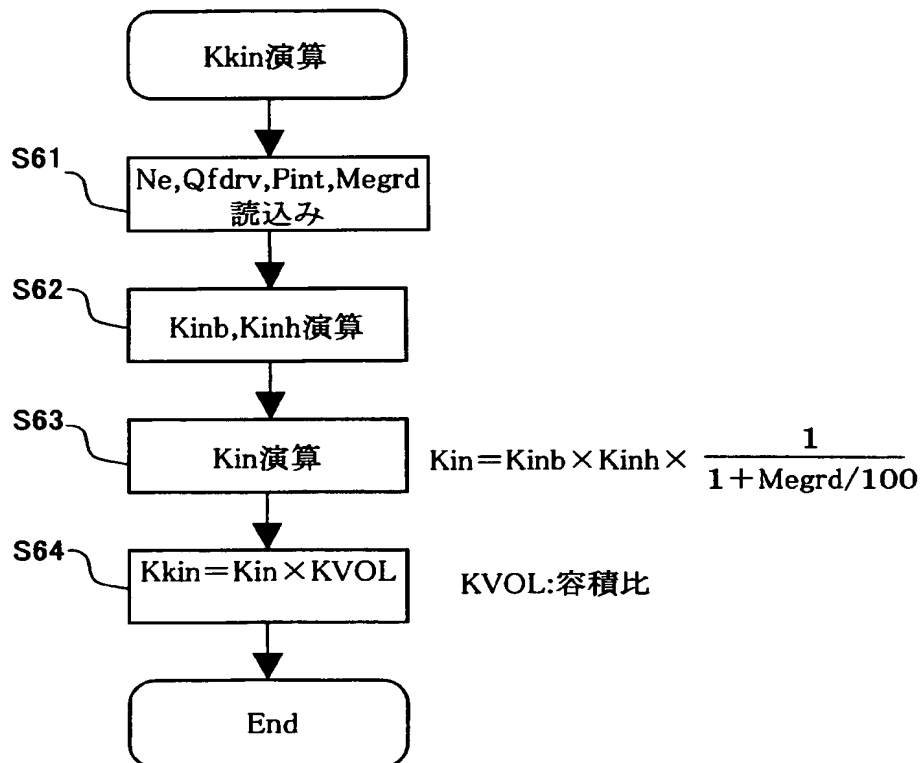 Kkin演算
S61
Ne,Qfdrv,Pint,Megrd
読込み
S62
Kinb,Kinh演算
S63
Kin演算
Kin=Kinb×Kinh× 1
1+Megrd/100
S64
Kkin=Kin×KVOL
KVOL:容積比
End